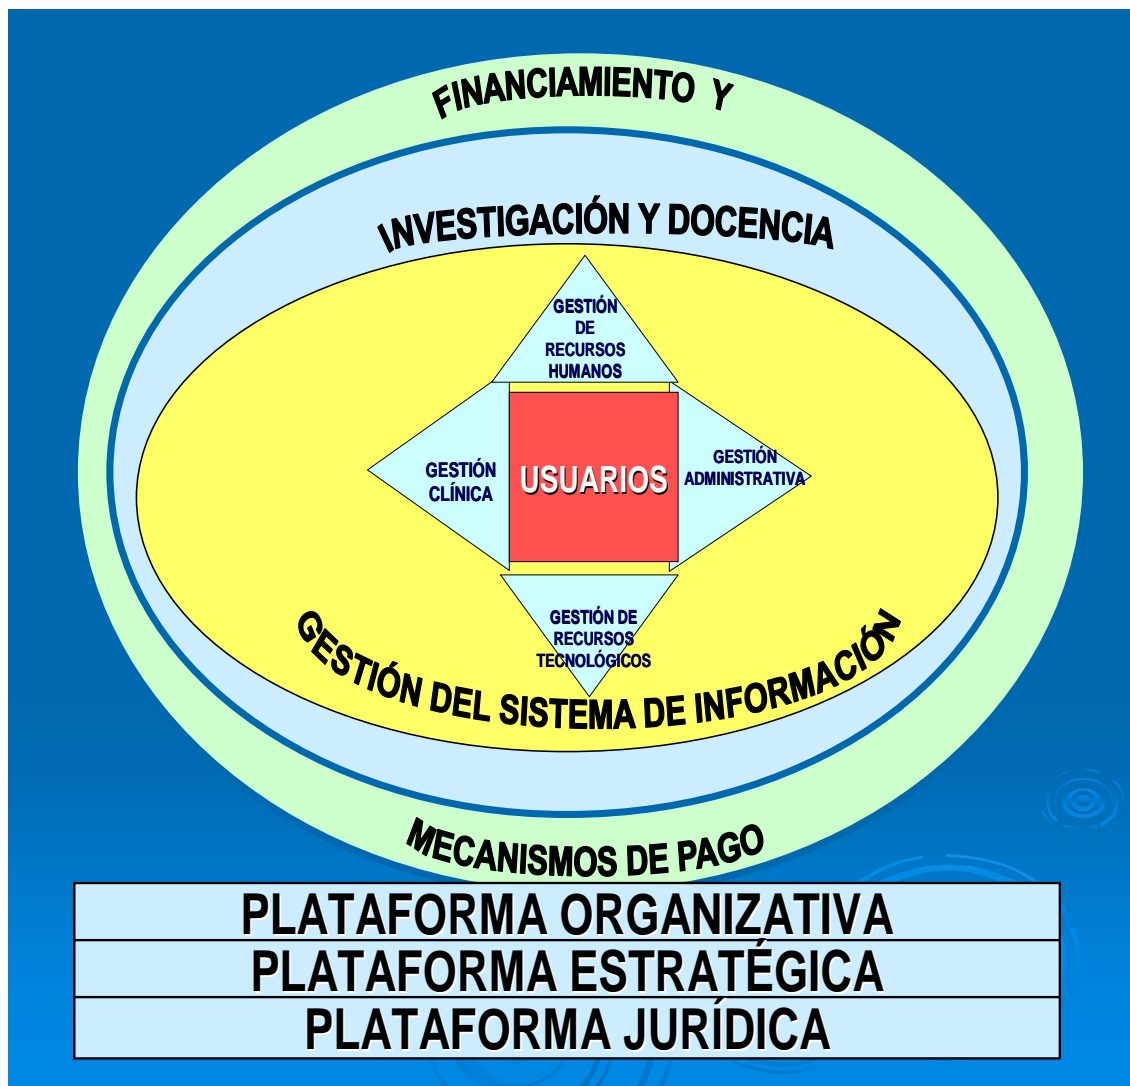 FINANCIAMIENTO Y
INVESTIGACIÓN Y DOCENCIA
GESTIÓN
DE
RECURSOS
HUMANOS
GESTIÓN
CLÍNICA
USUARIOS
GESTIÓN
ADMINISTRATIVA
GESTIÓN DE
RECURSOS
TECNOLÓGICOS
GESTIÓN DEL SISTEMA DE INFORMACIÓN
MECANISMOS DE PAGO
PLATAFORMA ORGANIZATIVA
PLATAFORMA ESTRATÉGICA
PLATAFORMA JURÍDICA